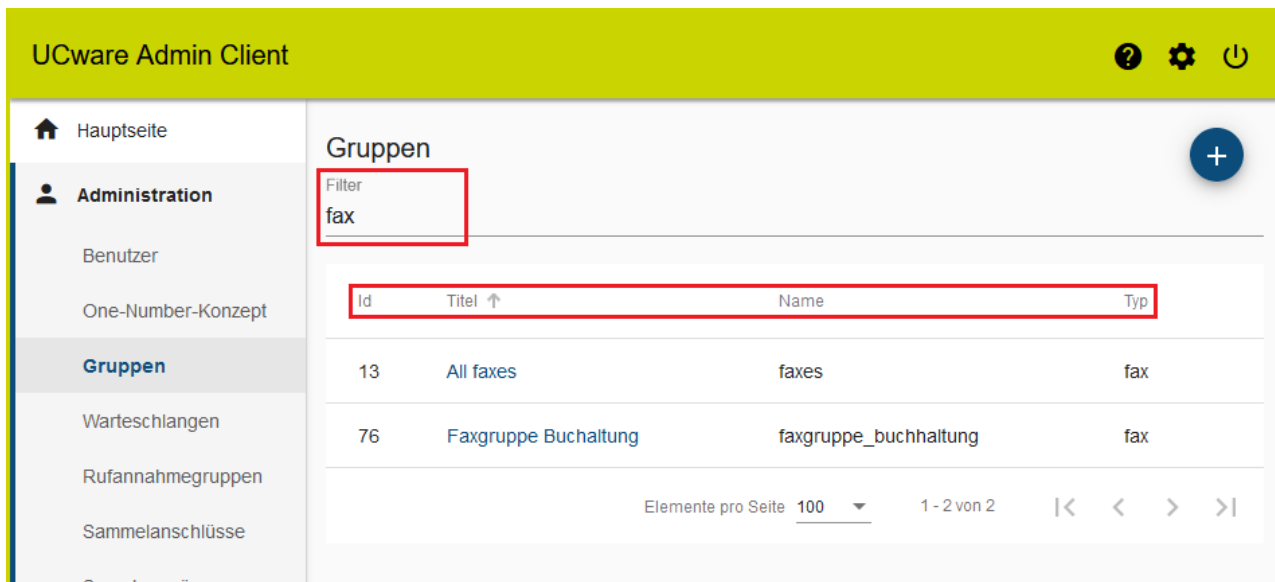 UCware Admin Client
Hauptseite
Administration
Benutzer
One-Number-Konzept
Gruppen
Warteschlangen
Rufannahmegruppen
Sammelanschlüsse
Gruppen
Filter
fax
Id Titel Name Typ
13 All faxes faxes fax
76 Faxgruppe Buchaltung faxgruppe_buchhaltung fax
Elemente pro Seite 100 1 - 2 von 2